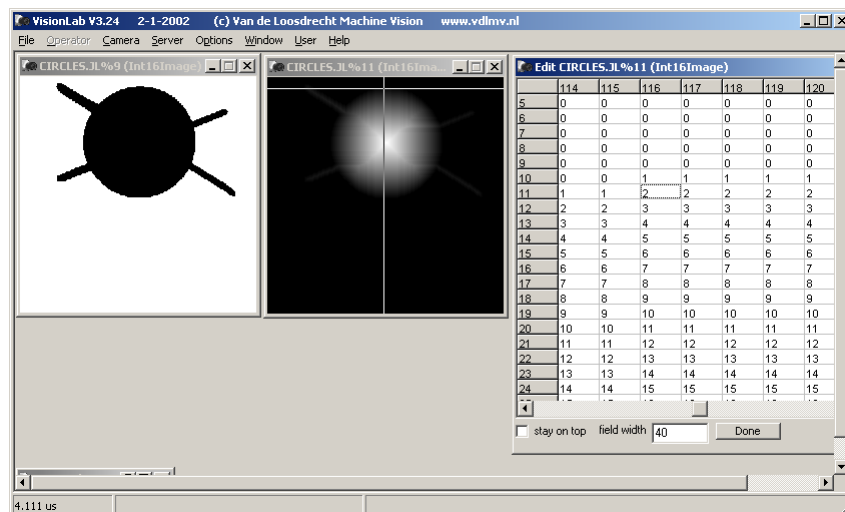 VisionLab V3.24 2-1-2002 (c) Van de Loosdrecht Machine Vision www.vdlmv.nl
File Operator Camera Server Options Window User Help
CIRCLES.JL%9 (Int16Image)
CIRCLES.JL%11 (Int16Ima...
Edit CIRCLES.JL%11 (Int16Image)
114 115 116 117 118 119 120
5 0 0 0 0 0 0 0
6 0 0 0 0 0 0 0
7 0 0 0 0 0 0 0
8 0 0 0 0 0 0 0
9 0 0 0 0 0 0 0
10 0 0 1 1 1 1 1
11 1 1 2 2 2 2 2
12 2 2 3 3 3 3 3
13 3 3 4 4 4 4 4
14 4 4 5 5 5 5 5
15 5 5 6 6 6 6 6
16 6 6 7 7 7 7 7
17 7 7 8 8 8 8 8
18 8 8 9 9 9 9 9
19 9 9 10 10 10 10 10
20 10 10 11 11 11 11 11
21 11 11 12 12 12 12 12
22 12 12 13 13 13 13 13
23 13 13 14 14 14 14 14
24 14 14 15 15 15 15 15
stay on top field width 40 Done
4.111 us